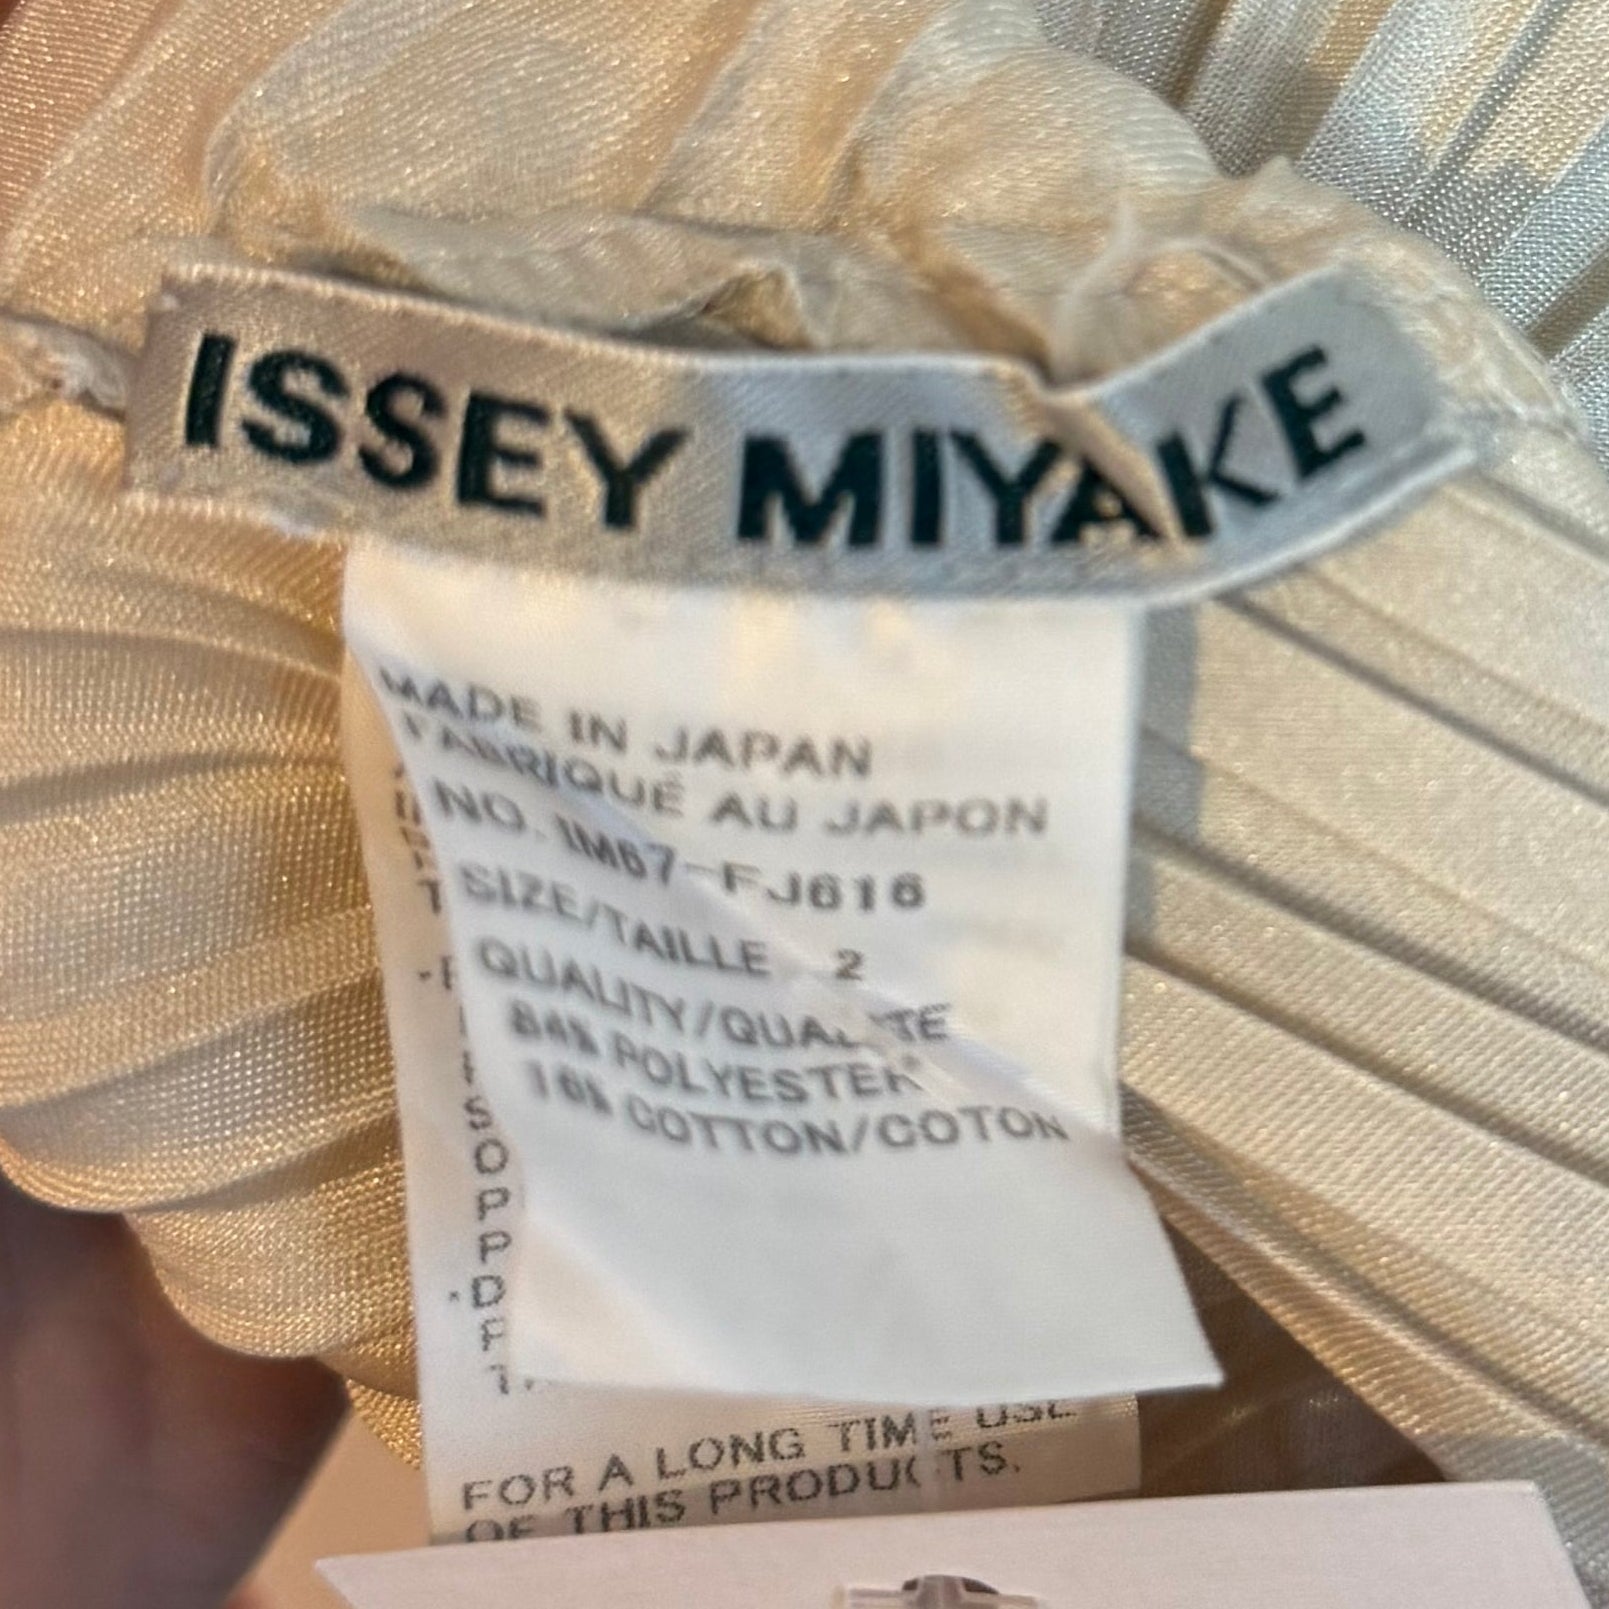 ISSEY MIYAKE
MADE IN JAPAN
FABRIQUÉ AU JAPON
NO. IM67-FJ616
SIZE/TAILLE 2
QUALITY/QUALITE
84% POLYESTER
16% COTTON/COTON
FOR A LONG TIME USE
OF THIS PRODUCTS.